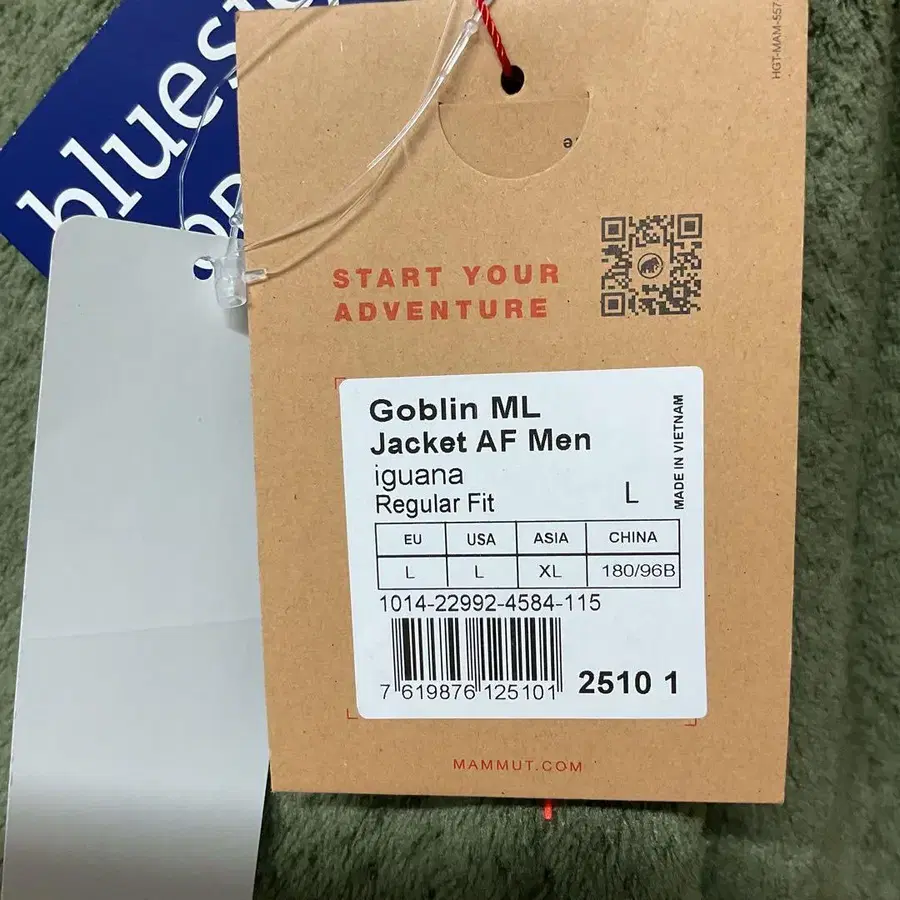 HGT-MAM-557
START YOUR
ADVENTURE
Goblin ML
Jacket AF Men
iguana
Regular Fit
L
MADE IN VIETNAM
EU USA ASIA CHINA
L L XL 180/96B
1014-22992-4584-115
7 619876 125101
2510 1
MAMMUT.COM